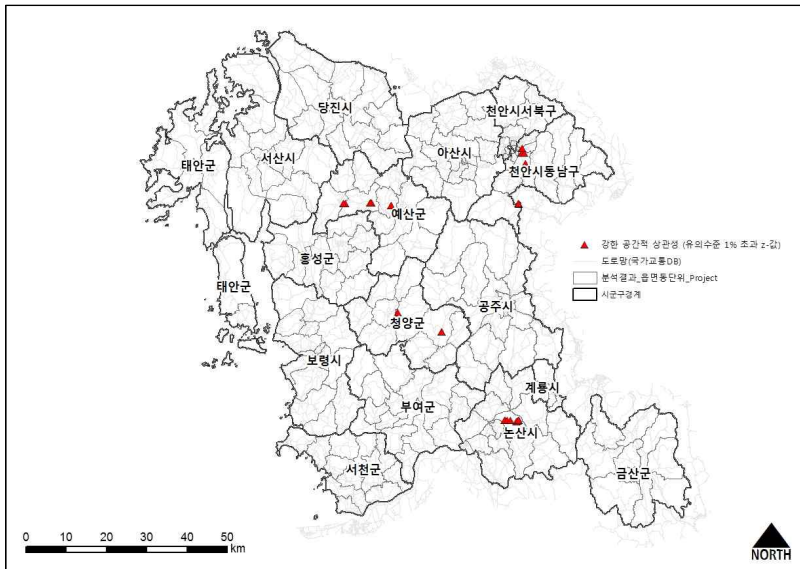 당진시
천안시서북구
아산시
서산시
태안군
천안시동남구
예산군
홍성군
태안군
강한 공간적 상관성 (유의수준 1% 초과 z-값)
도로망(국가교통DB)
분석결과_읍면동단위_Project
시군구경계
공주시
청양군
보령시
계룡시
부여군
논산시
서천군
금산군
0 10 20 30 40 50
km
NORTH